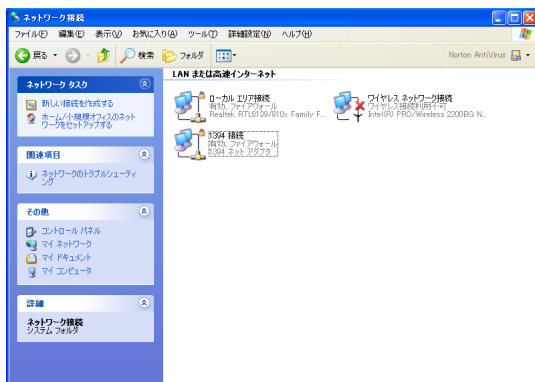 ネットワーク接続
ファイル(F) 編集(E) 表示(V) お気に入り(A) ツール(T) 詳細設定(N) ヘルプ(H)
戻る 検索 フォルダ Norton AntiVirus
ネットワーク タスク
新しい接続を作成する
ホーム/小規模オフィスのネットワークをセットアップする
関連項目
ネットワークのトラブルシューティング
その他
コントロール パネル
マイ ネットワーク
マイ ドキュメント
マイ コンピュータ
詳細
ネットワーク接続
システム フォルダ
LAN または高速インターネット
ローカル エリア接続
有効, ファイアウォール
Realtek RTL8139/810x Family F...
ワイヤレス ネットワーク接続
ワイヤレス接続利用不可
Intel(R) PRO/Wireless 2200BG N...
1394 接続
有効, ファイアウォール
1394 ネット アダプタ